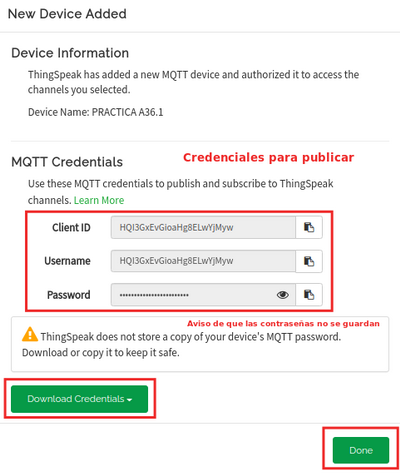 New Device Added
Device Information
ThingSpeak has added a new MQTT device and authorized it to access the
channels you selected.
Device Name: PRACTICA A36.1
MQTT Credentials
Credenciales para publicar
Use these MQTT credentials to publish and subscribe to ThingSpeak
channels. Learn More
Client ID HQI3GxEvGioaHg8ELwYjMyw
Username HQI3GxEvGioaHg8ELwYjMyw
Password ························
Aviso de que las contraseñas no se guardan
ThingSpeak does not store a copy of your device's MQTT password.
Download or copy it to keep it safe.
Download Credentials
Done